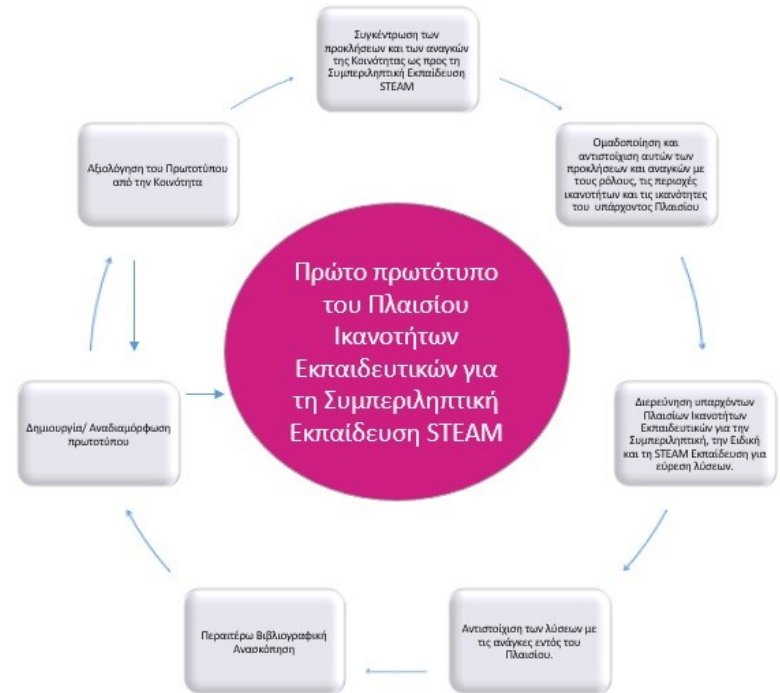 Συγκέντρωση των
προκλήσεων και των αναγκών
της Κοινότητας ως προς τη
Συμπεριληπτική Εκπαίδευση
STEAM
Ομαδοποίηση και
αντιστοίχιση αυτών των
προκλήσεων και αναγκών με
τους ρόλους, τις περιοχές
ικανοτήτων και τις ικανότητες
του υπάρχοντος Πλαισίου
Διερεύνηση υπαρχόντων
Πλαισίων Ικανοτήτων
Εκπαιδευτικών για την
Συμπεριληπτική, την Ειδική
και τη STEAM Εκπαίδευση για
εύρεση λύσεων.
Αντιστοίχιση των λύσεων με
τις ανάγκες εντός του
Πλαισίου.
Περαιτέρω Βιβλιογραφική
Ανασκόπηση
Δημιουργία/ Αναδιαμόρφωση
πρωτοτύπου
Αξιολόγηση του Πρωτοτύπου
από την Κοινότητα
Πρώτο πρωτότυπο
του Πλαισίου
Ικανοτήτων
Εκπαιδευτικών για
τη Συμπεριληπτική
Εκπαίδευση STEAM